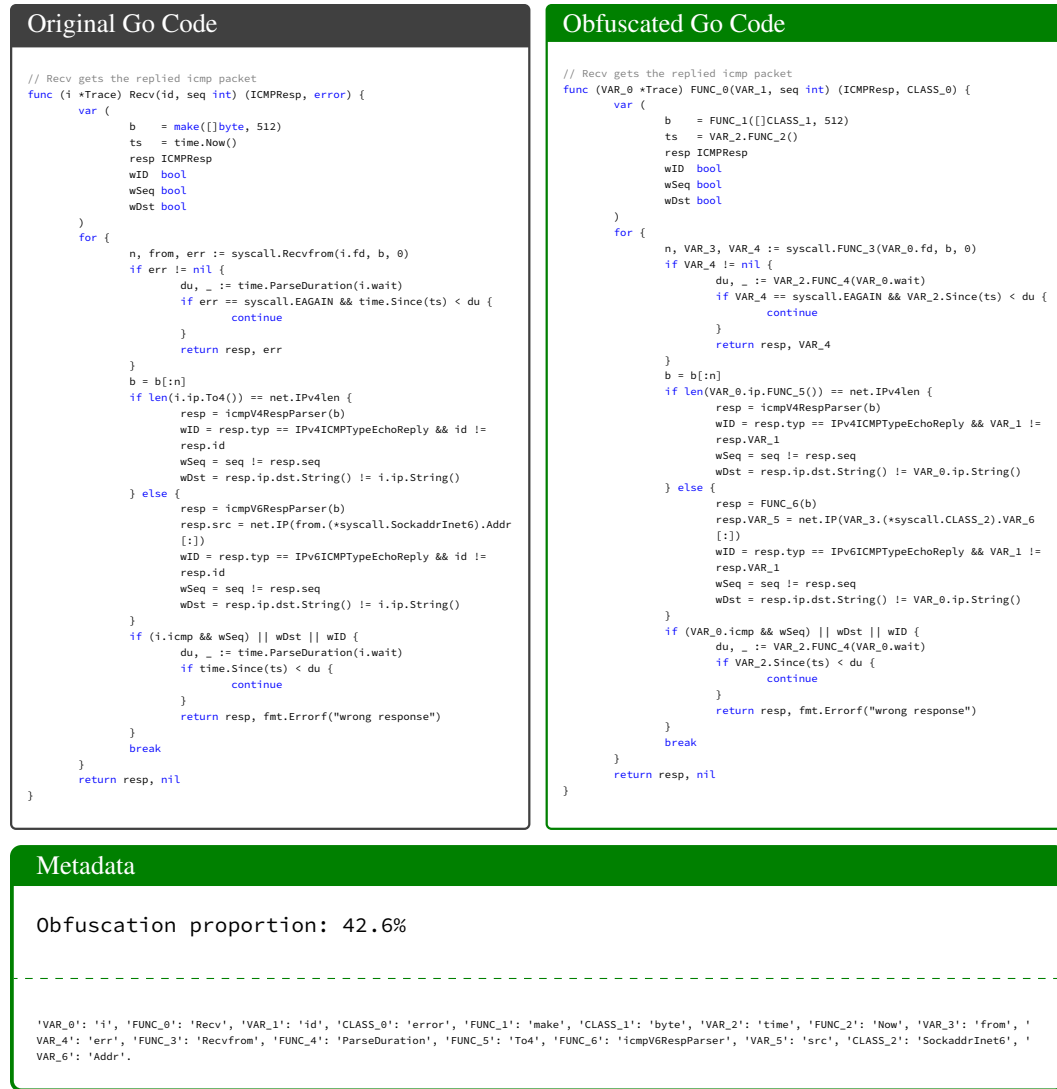 Original Go Code
// Recv gets the replied icmp packet
func (i *Trace) Recv(id, seq int) (ICMPResp, error) {
        var (
                b    = make([]byte, 512)
                ts   = time.Now()
                resp ICMPResp
                wID  bool
                wSeq bool
                wDst bool
        )
        for {
                n, from, err := syscall.Recvfrom(i.fd, b, 0)
                if err != nil {
                        du, _ := time.ParseDuration(i.wait)
                        if err == syscall.EAGAIN && time.Since(ts) < du {
                                continue
                        }
                        return resp, err
                }
                b = b[:n]
                if len(i.ip.To4()) == net.IPv4len {
                        resp = icmpV4RespParser(b)
                        wID = resp.typ == IPv4ICMPTypeEchoReply && id !=
                        resp.id
                        wSeq = seq != resp.seq
                        wDst = resp.ip.dst.String() != i.ip.String()
                } else {
                        resp = icmpV6RespParser(b)
                        resp.src = net.IP(from.(*syscall.SockaddrInet6).Addr
                        [:])
                        wID = resp.typ == IPv6ICMPTypeEchoReply && id !=
                        resp.id
                        wSeq = seq != resp.seq
                        wDst = resp.ip.dst.String() != i.ip.String()
                }
                if (i.icmp && wSeq) || wDst || wID {
                        du, _ := time.ParseDuration(i.wait)
                        if time.Since(ts) < du {
                                continue
                        }
                        return resp, fmt.Errorf("wrong response")
                }
                break
        }
        return resp, nil
}
Obfuscated Go Code
// Recv gets the replied icmp packet
func (VAR_0 *Trace) FUNC_0(VAR_1, seq int) (ICMPResp, CLASS_0) {
        var (
                b    = FUNC_1([]CLASS_1, 512)
                ts   = VAR_2.FUNC_2()
                resp ICMPResp
                wID  bool
                wSeq bool
                wDst bool
        )
        for {
                n, VAR_3, VAR_4 := syscall.FUNC_3(VAR_0.fd, b, 0)
                if VAR_4 != nil {
                        du, _ := VAR_2.FUNC_4(VAR_0.wait)
                        if VAR_4 == syscall.EAGAIN && VAR_2.Since(ts) < du {
                                continue
                        }
                        return resp, VAR_4
                }
                b = b[:n]
                if len(VAR_0.ip.FUNC_5()) == net.IPv4len {
                        resp = icmpV4RespParser(b)
                        wID = resp.typ == IPv4ICMPTypeEchoReply && VAR_1 !=
                        resp.VAR_1
                        wSeq = seq != resp.seq
                        wDst = resp.ip.dst.String() != VAR_0.ip.String()
                } else {
                        resp = FUNC_6(b)
                        resp.VAR_5 = net.IP(VAR_3.(*syscall.CLASS_2).VAR_6
                        [:])
                        wID = resp.typ == IPv6ICMPTypeEchoReply && VAR_1 !=
                        resp.VAR_1
                        wSeq = seq != resp.seq
                        wDst = resp.ip.dst.String() != VAR_0.ip.String()
                }
                if (VAR_0.icmp && wSeq) || wDst || wID {
                        du, _ := VAR_2.FUNC_4(VAR_0.wait)
                        if VAR_2.Since(ts) < du {
                                continue
                        }
                        return resp, fmt.Errorf("wrong response")
                }
                break
        }
        return resp, nil
}
Metadata
Obfuscation proportion: 42.6%
'VAR_0': 'i', 'FUNC_0': 'Recv', 'VAR_1': 'id', 'CLASS_0': 'error', 'FUNC_1': 'make', 'CLASS_1': 'byte', 'VAR_2': 'time', 'FUNC_2': 'Now', 'VAR_3': 'from', '
VAR_4': 'err', 'FUNC_3': 'Recvfrom', 'FUNC_4': 'ParseDuration', 'FUNC_5': 'To4', 'FUNC_6': 'icmpV6RespParser', 'VAR_5': 'src', 'CLASS_2': 'SockaddrInet6', '
VAR_6': 'Addr'.